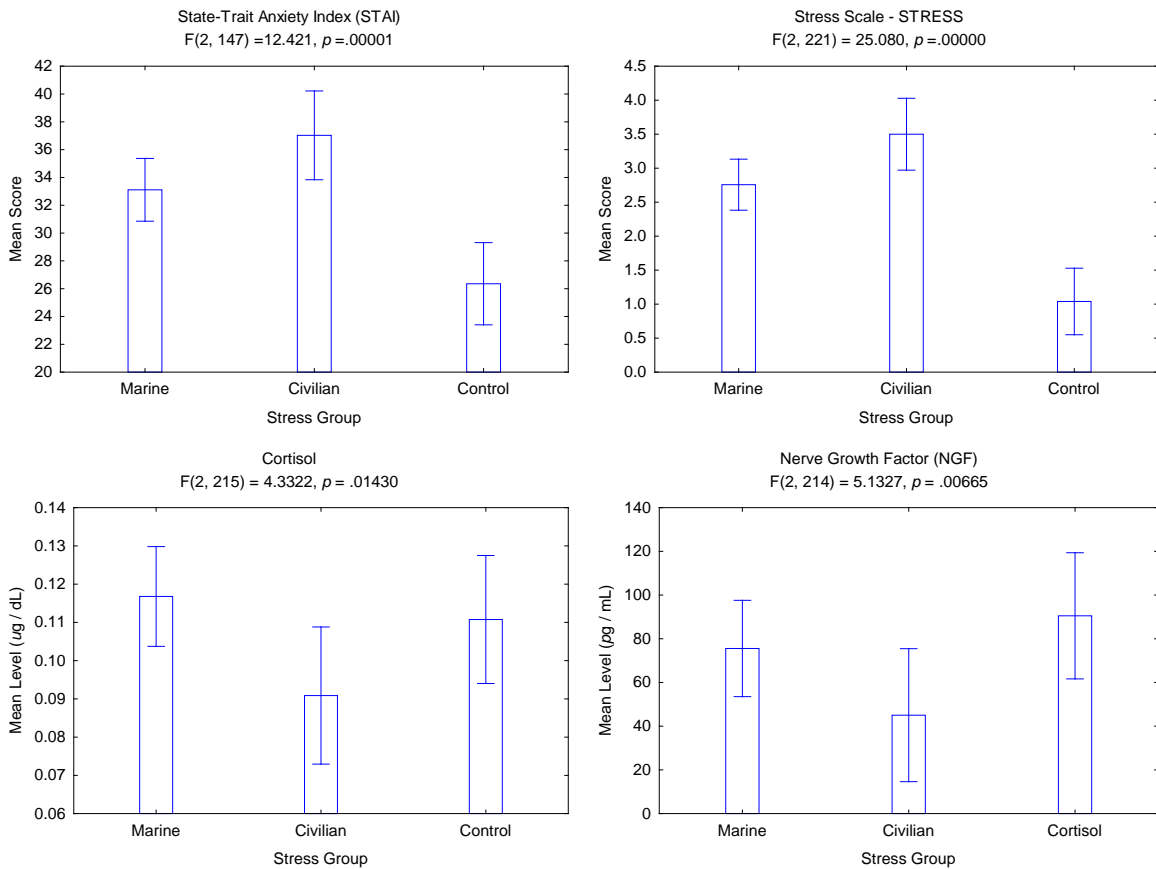 State-Trait Anxiety Index (STAI)
F(2, 147) =12.421, p =.00001
42
40
38
36
34
32
30
28
26
24
22
20
Mean Score
Marine
Civilian
Control
Stress Group
Stress Scale - STRESS
F(2, 221) = 25.080, p =.00000
4.5
4.0
3.5
3.0
2.5
2.0
1.5
1.0
0.5
0.0
Mean Score
Marine
Civilian
Control
Stress Group
Cortisol
F(2, 215) = 4.3322, p = .01430
0.14
0.13
0.12
0.11
0.10
0.09
0.08
0.07
0.06
Mean Level (ug / dL)
Marine
Civilian
Control
Stress Group
Nerve Growth Factor (NGF)
F(2, 214) = 5.1327, p = .00665
140
120
100
80
60
40
20
0
Mean Level (pg / mL)
Marine
Civilian
Cortisol
Stress Group